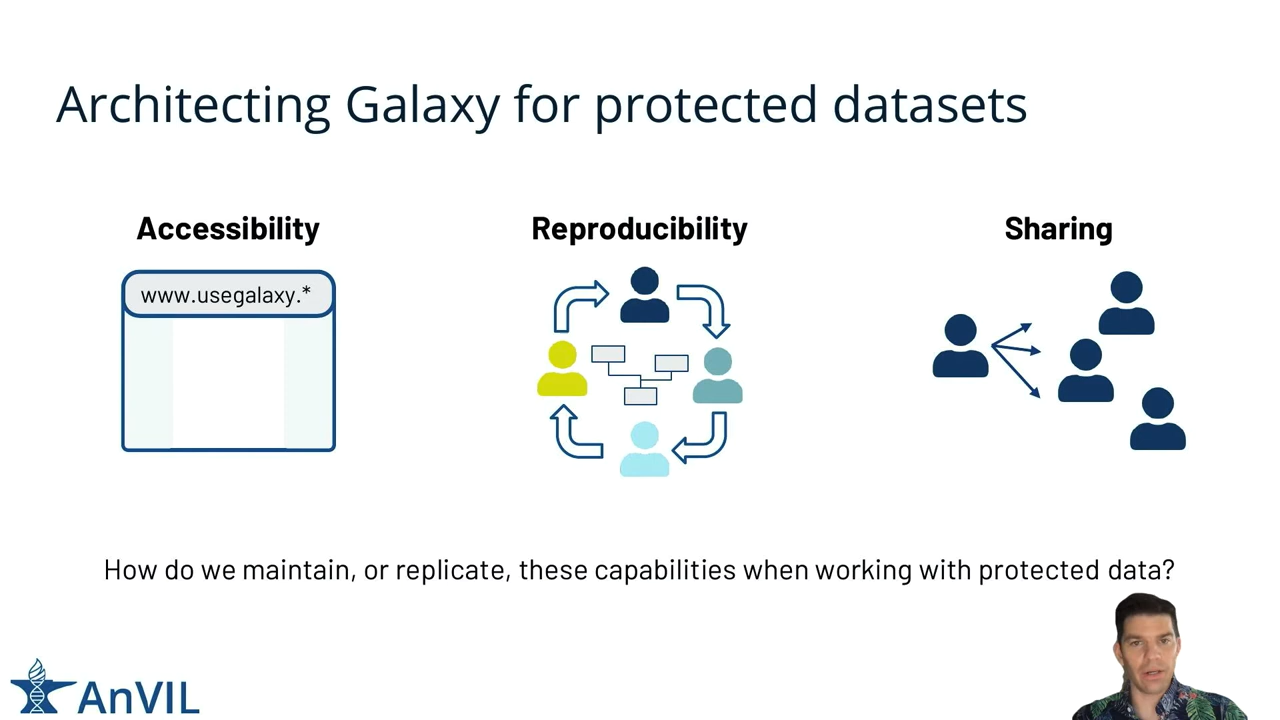 Architecting Galaxy for protected datasets
Accessibility
Reproducibility
Sharing
www.usegalaxy.*
How do we maintain, or replicate, these capabilities when working with protected data?
AnVIL